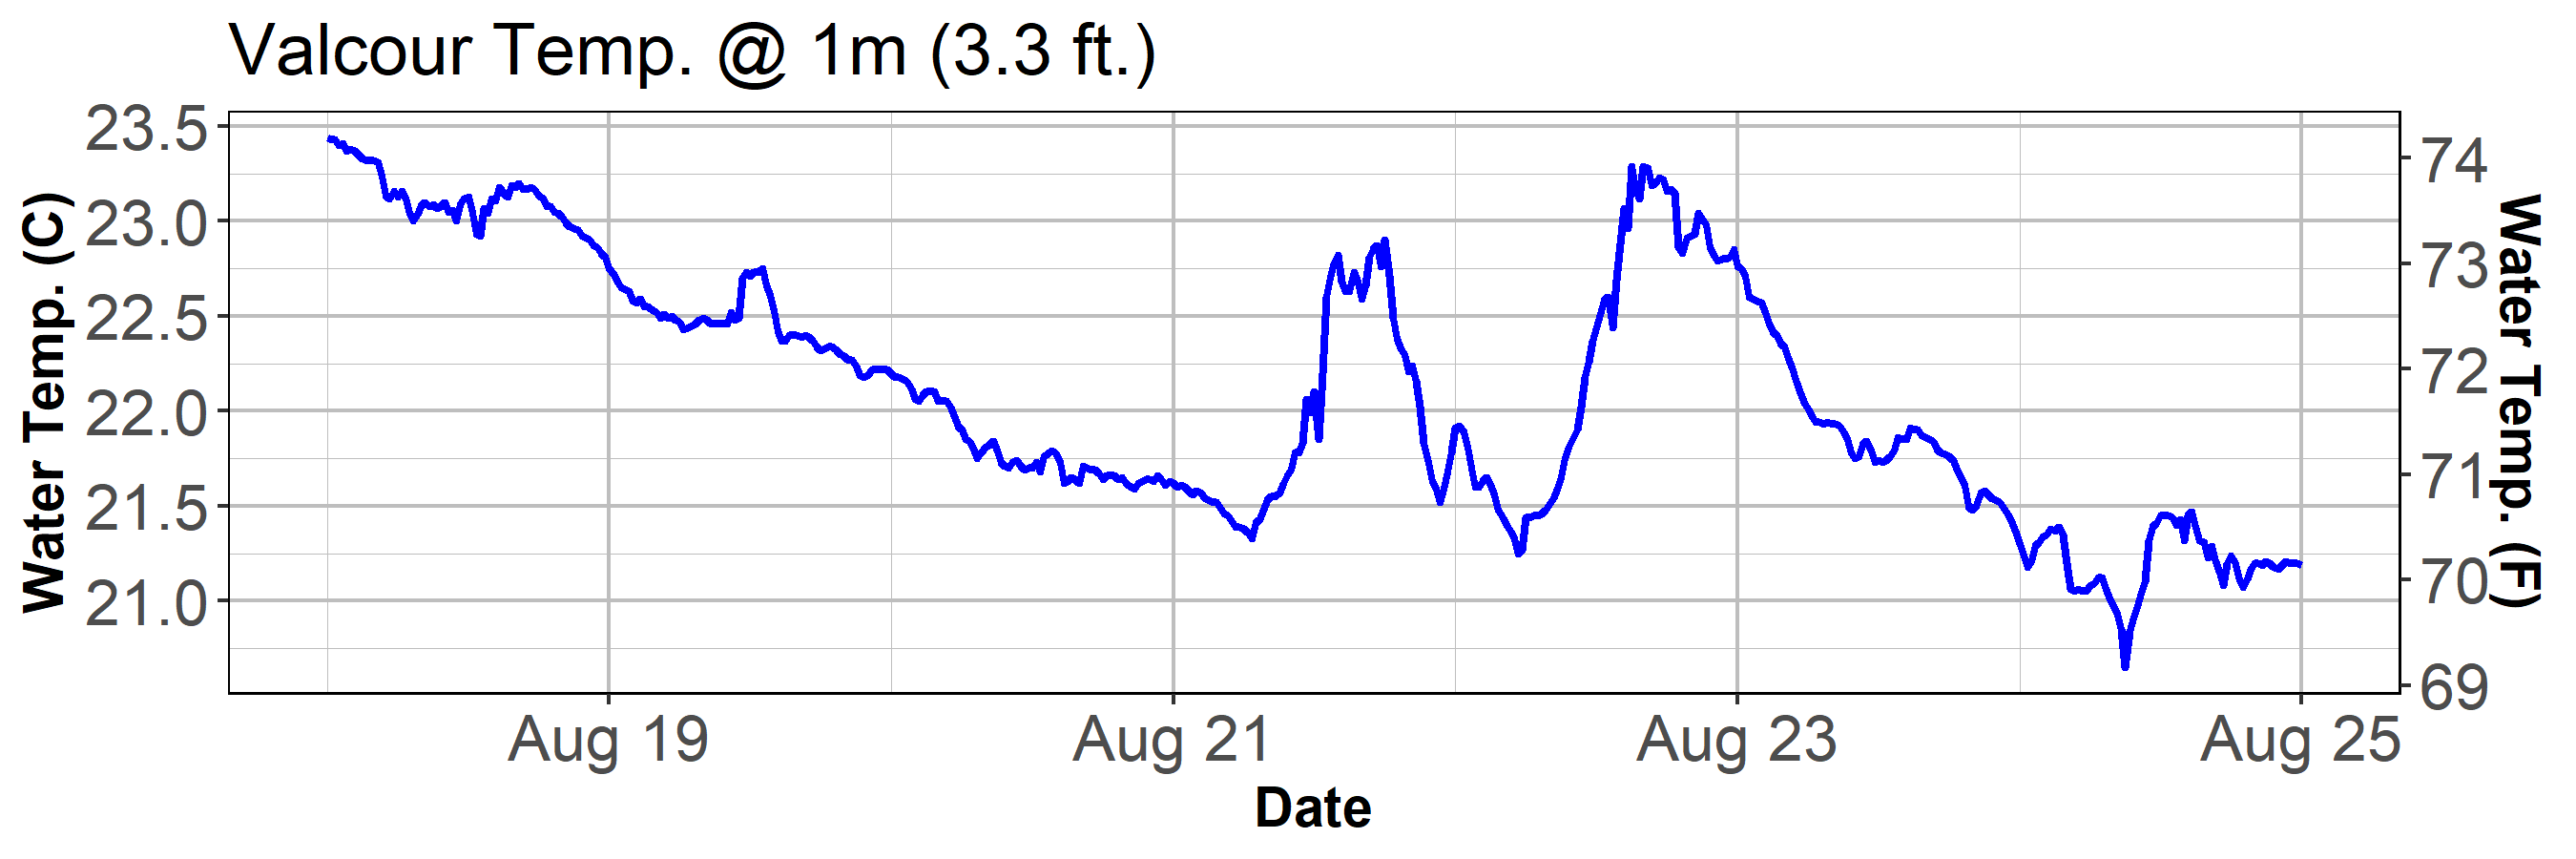 Valcour Temp. @ 1m (3.3 ft.)
23.5
23.0
22.5
22.0
21.5
21.0
Water Temp. (C)
74
73
72
71
70
69
Water Temp. (F)
Aug 19 Aug 21 Aug 23 Aug 25
Date